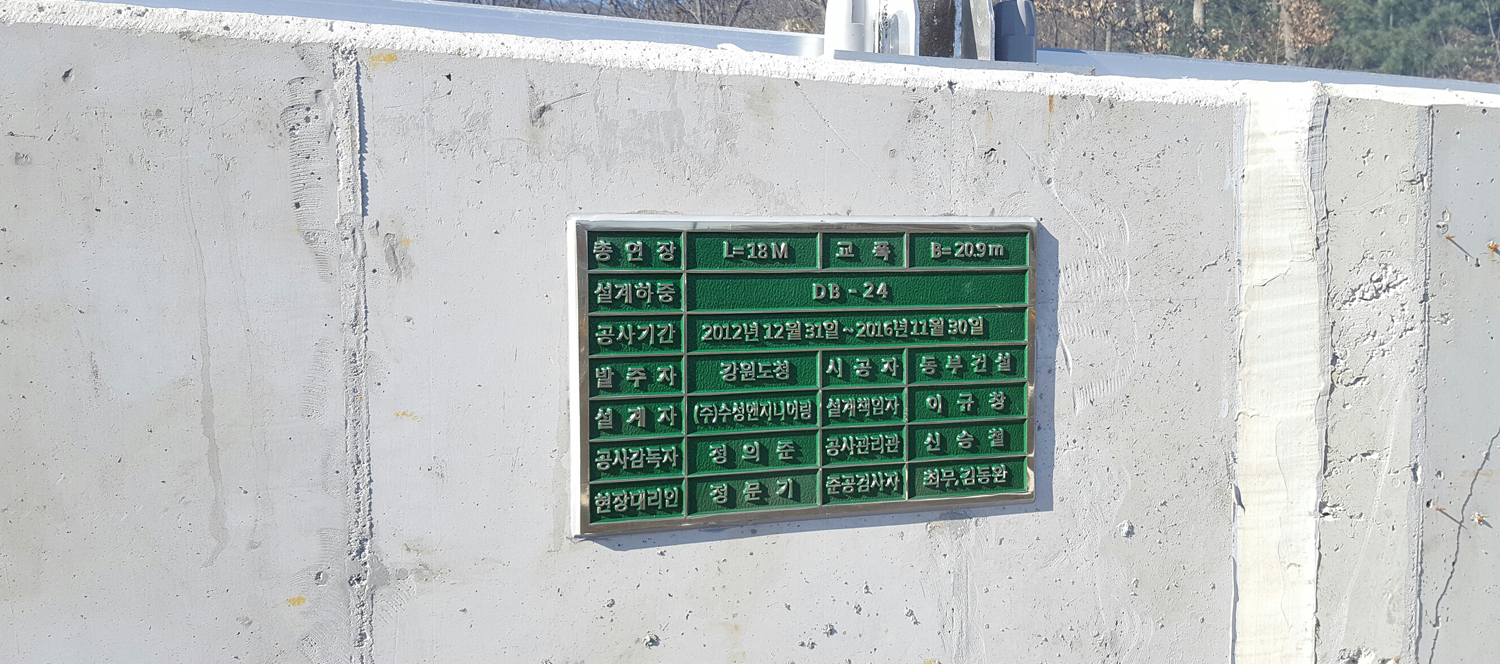 총 연 장 L=18M 교 폭 B=20.9m
설계하중 DB-24
공사기간 2012년 12월 31일~2016년 11월 30일
발 주 자 강원도청 시 공 자 동부건설
설 계 자 (주)수성엔지니어링 설계책임자 이 규 창
공사감독자 정 의 준 공사관리관 신 승 철
현장대리인 정 문 기 준공검사자 최무,김동완